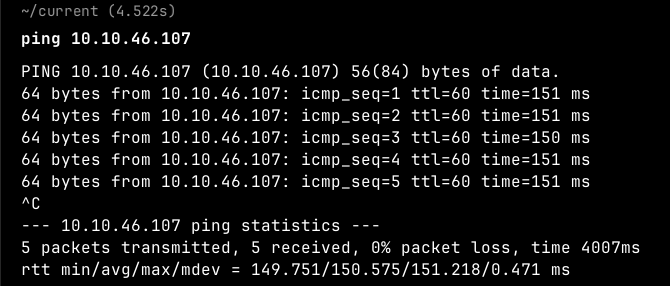 ~/current (4.522s)
ping 10.10.46.107
PING 10.10.46.107 (10.10.46.107) 56(84) bytes of data.
64 bytes from 10.10.46.107: icmp_seq=1 ttl=60 time=151 ms
64 bytes from 10.10.46.107: icmp_seq=2 ttl=60 time=151 ms
64 bytes from 10.10.46.107: icmp_seq=3 ttl=60 time=150 ms
64 bytes from 10.10.46.107: icmp_seq=4 ttl=60 time=151 ms
64 bytes from 10.10.46.107: icmp_seq=5 ttl=60 time=151 ms
^C
--- 10.10.46.107 ping statistics ---
5 packets transmitted, 5 received, 0% packet loss, time 4007ms
rtt min/avg/max/mdev = 149.751/150.575/151.218/0.471 ms